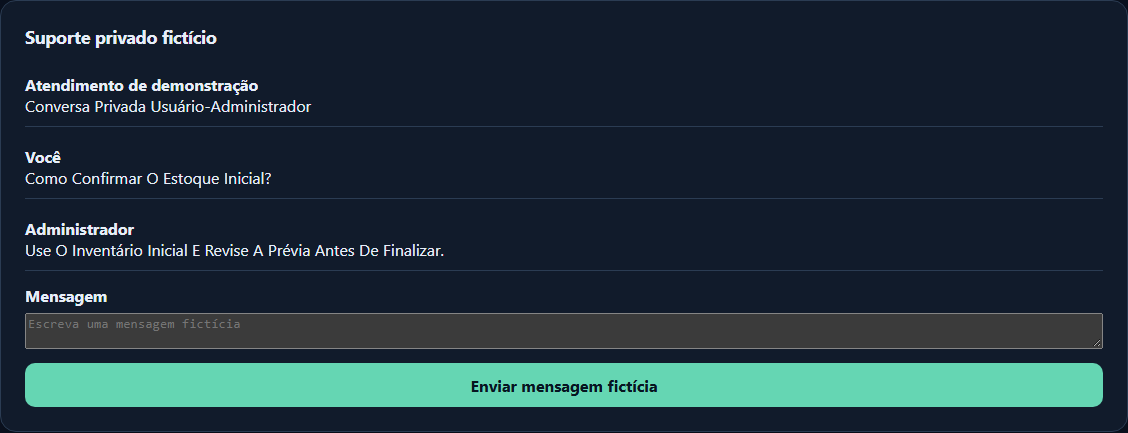 Suporte privado fictício
Atendimento de demonstração
Conversa Privada Usuário-Administrador
Você
Como Confirmar O Estoque Inicial?
Administrador
Use O Inventário Inicial E Revise A Prévia Antes De Finalizar.
Mensagem
Escreva uma mensagem fictícia
Enviar mensagem fictícia